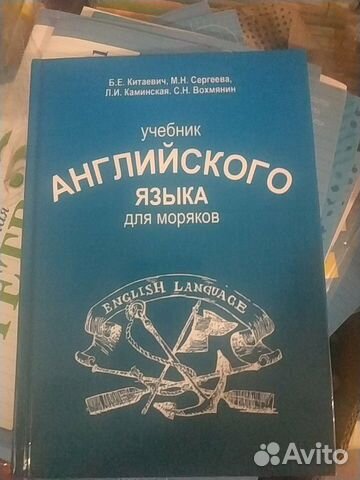 Б.Е. Китаевич, М.Н. Сергеева,
Л.И. Каминская, С.Н. Вохмянин
учебник
АНГЛИЙСКОГО
ЯЗЫКА
для моряков
ENGLISH LANGUAGE
Avito